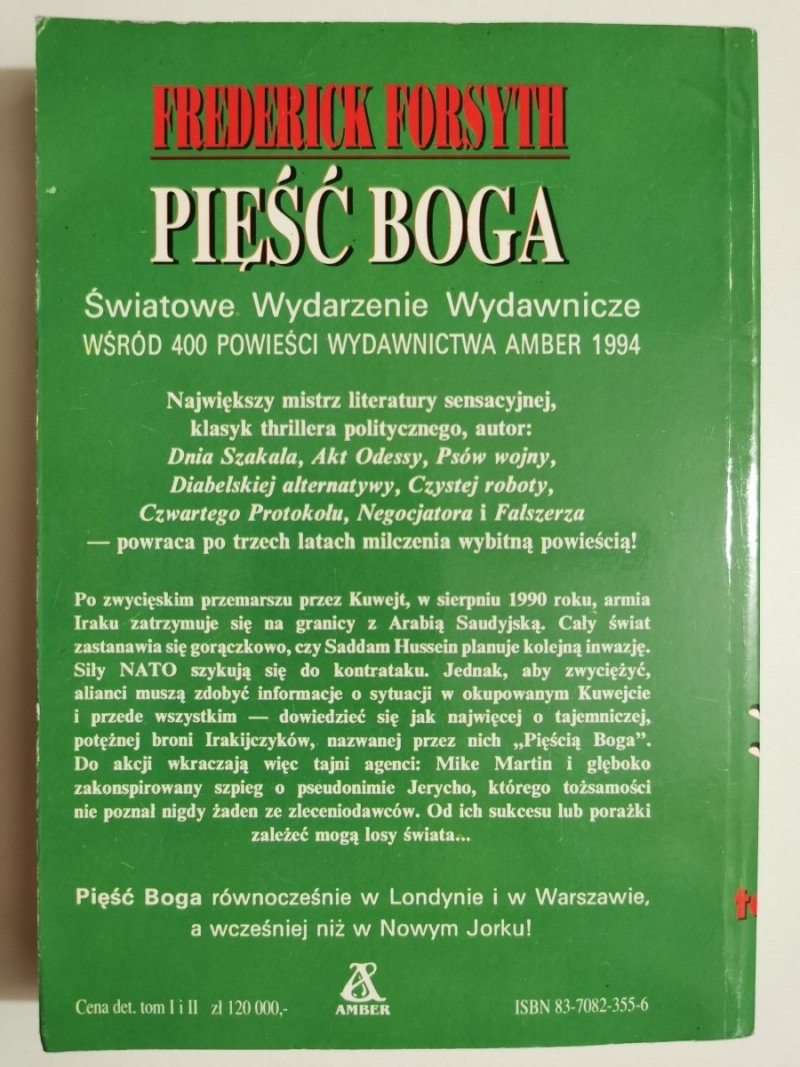 FREDERICK FORSYTH
PIĘŚĆ BOGA
Światowe Wydarzenie Wydawnicze
WŚRÓD 400 POWIEŚCI WYDAWNICTWA AMBER 1994
Największy mistrz literatury sensacyjnej,
klasyk thrillera politycznego, autor:
Dnia Szakala, Akt Odessy, Psów wojny,
Diabelskiej alternatywy, Czystej roboty,
Czwartego Protokołu, Negocjatora i Fałszerza
— powraca po trzech latach milczenia wybitną powieścią!
Po zwycięskim przemarszu przez Kuwejt, w sierpniu 1990 roku, armia
Iraku zatrzymuje się na granicy z Arabią Saudyjską. Cały świat
zastanawia się gorączkowo, czy Saddam Hussein planuje kolejną inwazję.
Siły NATO szykują się do kontrataku. Jednak, aby zwyciężyć,
alianci muszą zdobyć informacje o sytuacji w okupowanym Kuwejcie
i przede wszystkim — dowiedzieć się jak najwięcej o tajemniczej,
potężnej broni Irakijczyków, nazwanej przez nich „Pięścią Boga".
Do akcji wkraczają więc tajni agenci: Mike Martin i głęboko
zakonspirowany szpieg o pseudonimie Jerycho, którego tożsamości
nie poznał nigdy żaden ze zleceniodawców. Od ich sukcesu lub porażki
zależeć mogą losy świata...
Pięść Boga równocześnie w Londynie i w Warszawie,
a wcześniej niż w Nowym Jorku!
Cena det. tom I i II zł 120 000,-
AMBER
ISBN 83-7082-355-6